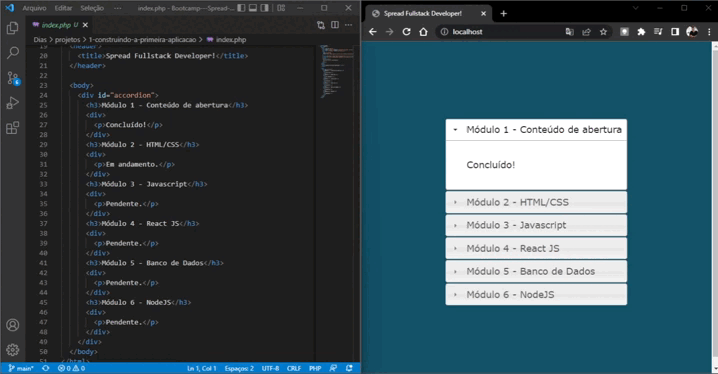 Arquivo Editar Seleção ··· index.php - Bootcamp---Spread-...
index.php U
Dias > projetos > 1-construindo-a-primeira-aplicacao > index.php
19 <header>
20 <title>Spread Fullstack Developer!</title>
21 </header>
22
23 <body>
24 <div id="accordion">
25 <h3>Módulo 1 - Conteúdo de abertura</h3>
26 <div>
27 <p>Concluído!</p>
28 </div>
29 <h3>Módulo 2 - HTML/CSS</h3>
30 <div>
31 <p>Em andamento.</p>
32 </div>
33 <h3>Módulo 3 - Javascript</h3>
34 <div>
35 <p>Pendente.</p>
36 </div>
37 <h3>Módulo 4 - React JS</h3>
38 <div>
39 <p>Pendente.</p>
40 </div>
41 <h3>Módulo 5 - Banco de Dados</h3>
42 <div>
43 <p>Pendente.</p>
44 </div>
45 <h3>Módulo 6 - NodeJS</h3>
46 <div>
47 <p>Pendente.</p>
48 </div>
49 </div>
50 </body>
51 </html>
main* 0 0 Ln 1, Col 1 Espaços: 2 UTF-8 CRLF PHP
Spread Fullstack Developer!
localhost
Módulo 1 - Conteúdo de abertura
Concluído!
Módulo 2 - HTML/CSS
Módulo 3 - Javascript
Módulo 4 - React JS
Módulo 5 - Banco de Dados
Módulo 6 - NodeJS